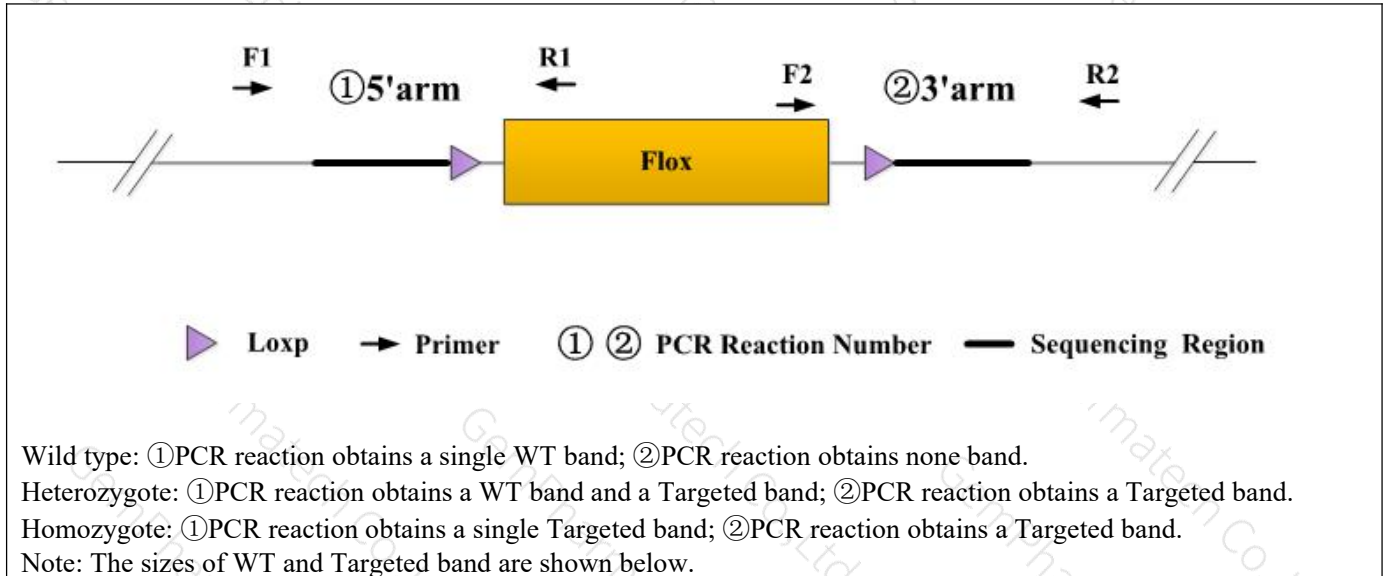 F1
R1
F2
R2
①5'arm
②3'arm
Flox
Loxp
Primer
① ② PCR Reaction Number
Sequencing Region
Wild type: ①PCR reaction obtains a single WT band; ②PCR reaction obtains none band.
Heterozygote: ①PCR reaction obtains a WT band and a Targeted band; ②PCR reaction obtains a Targeted band.
Homozygote: ①PCR reaction obtains a single Targeted band; ②PCR reaction obtains a Targeted band.
Note: The sizes of WT and Targeted band are shown below.